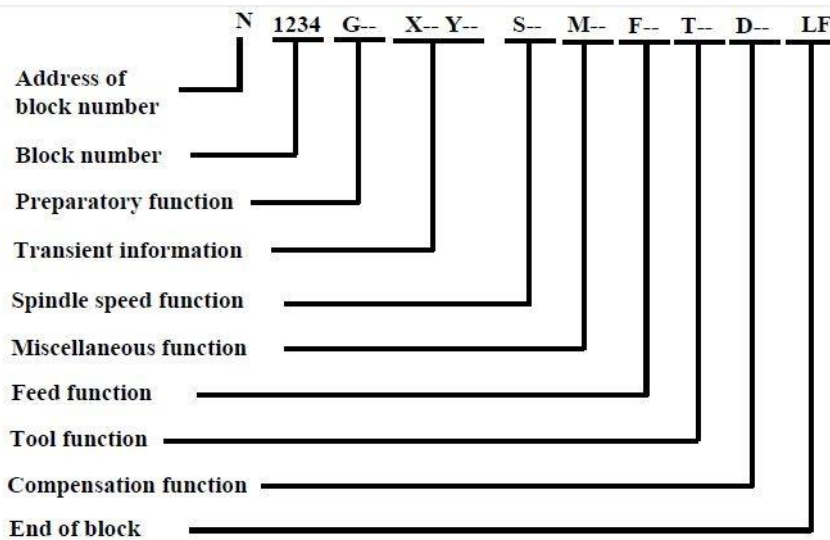 N 1234 G-- X-- Y-- S-- M-- F-- T-- D-- LF
Address of
block number
Block number
Preparatory function
Transient information
Spindle speed function
Miscellaneous function
Feed function
Tool function
Compensation function
End of block